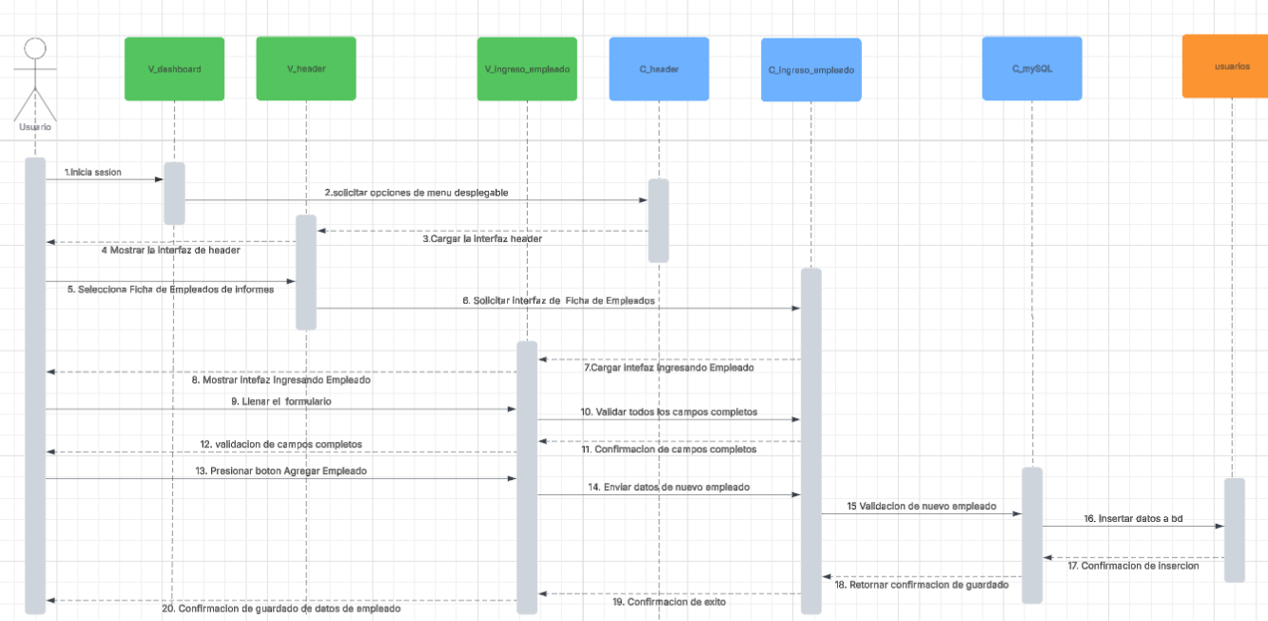 V_dashboard
V_header
V_ingreso_empleado
C_header
C_ingreso_empleado
C_mySQL
usuarios
Usuario
1.Inicia sesion
2.solicitar opciones de menu desplegable
3.Cargar la interfaz header
4 Mostrar la interfaz de header
5. Selecciona Ficha de Empleados de informes
6. Solicitar interfaz de Ficha de Empleados
7.Cargar intefaz Ingresando Empleado
8. Mostrar intefaz Ingresando Empleado
9. Llenar el formulario
10. Validar todos los campos completos
11. Confirmacion de campos completos
12. validacion de campos completos
13. Presionar boton Agregar Empleado
14. Enviar datos de nuevo empleado
15 Validacion de nuevo empleado
16. Insertar datos a bd
17. Confirmacion de insercion
18. Retornar confirmacion de guardado
19. Confirmacion de exito
20. Confirmacion de guardado de datos de empleado